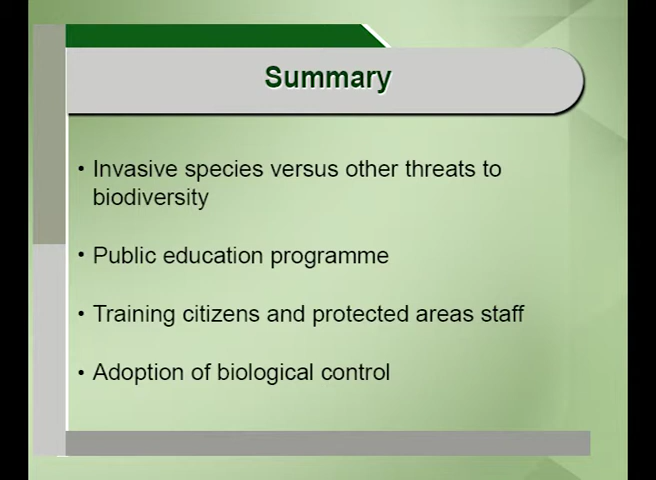 Summary
• Invasive species versus other threats to
biodiversity
• Public education programme
• Training citizens and protected areas staff
• Adoption of biological control